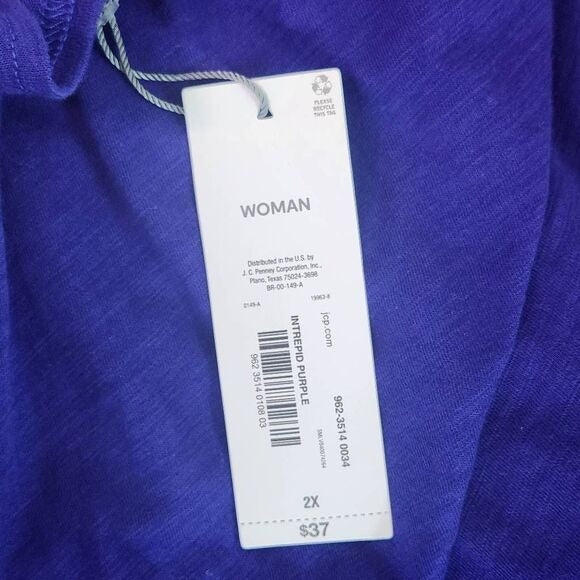 PLEASE
RECYCLE
THIS TAG
WOMAN
Distributed in the U.S. by
J. C. Penney Corporation, Inc.,
Plano, Texas 75024-3698
BR-00-149-A
0149-A 19963-8
jcp.com
INTREPID PURPLE
962 3514 0108 03
962-3514 0034
2X
$37